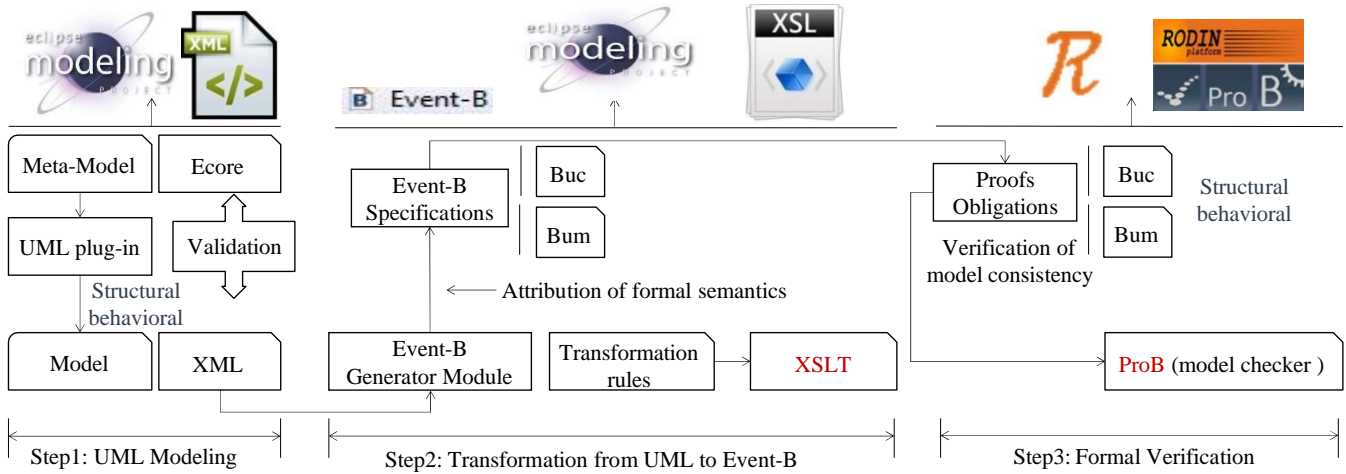 eclipse
modeling
PROJECT
XML
</>
B Event-B
eclipse
modeling
PROJECT
XSL
R
RODIN
platform
Pro B
Meta-Model
Ecore
UML plug-in
Validation
Structural
behavioral
Model
XML
Event-B
Specifications
Buc
Bum
Attribution of formal semantics
Event-B
Generator Module
Transformation
rules
XSLT
Proofs
Obligations
Buc
Bum
Structural
behavioral
Verification of
model consistency
ProB (model checker )
Step1: UML Modeling
Step2: Transformation from UML to Event-B
Step3: Formal Verification